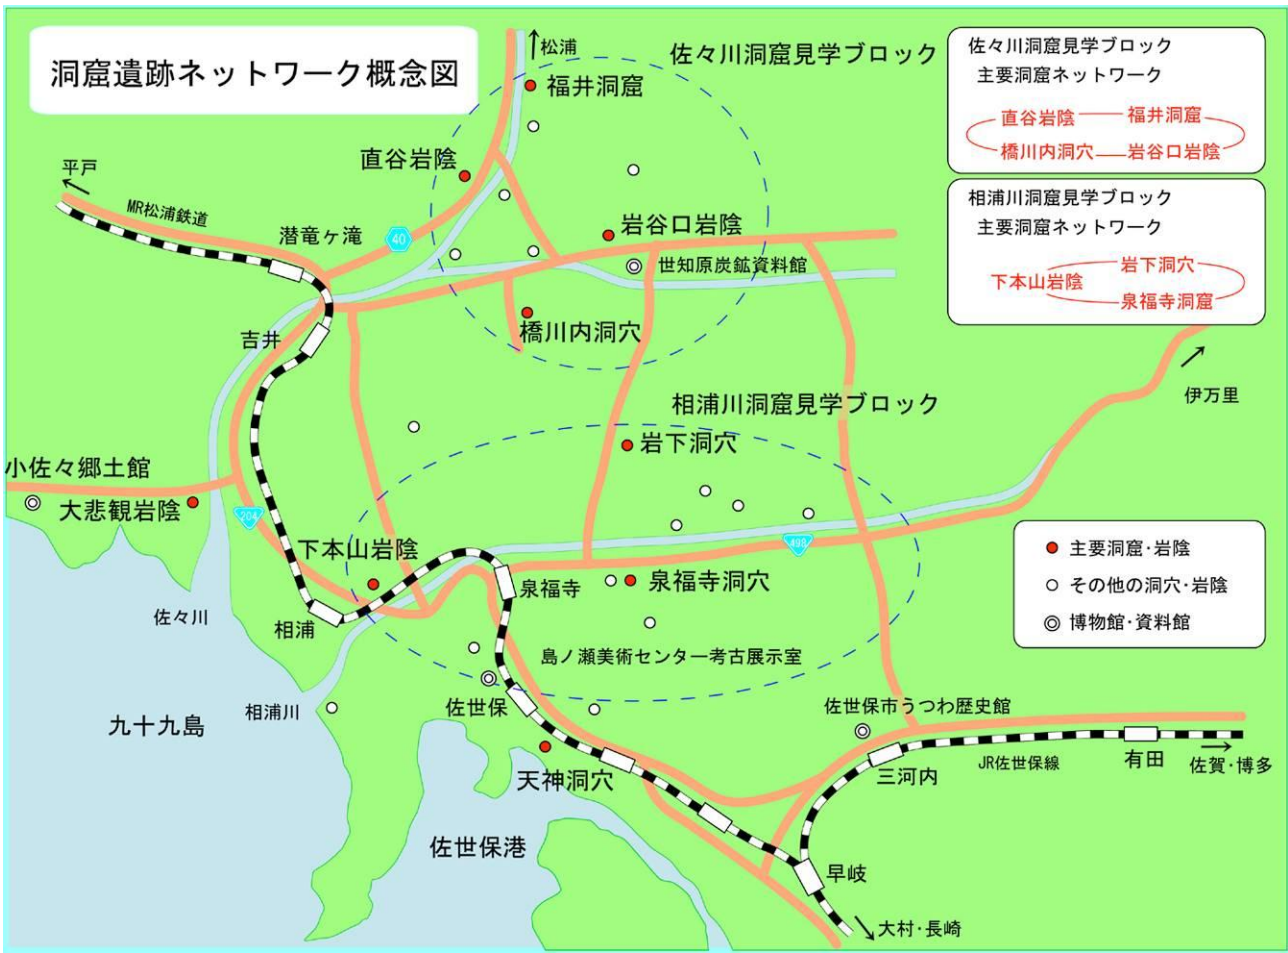 洞窟遺跡ネットワーク概念図
松浦
佐々川洞窟見学ブロック
福井洞窟
直谷岩陰
平戸
MR松浦鉄道
潜竜ヶ滝
40
岩谷口岩陰
世知原炭鉱資料館
吉井
橋川内洞穴
佐々川洞窟見学ブロック
主要洞窟ネットワーク
直谷岩陰
福井洞窟
橋川内洞穴
岩谷口岩陰
相浦川洞窟見学ブロック
主要洞窟ネットワーク
岩下洞穴
下本山岩陰
泉福寺洞窟
伊万里
相浦川洞窟見学ブロック
岩下洞穴
小佐々郷土館
大悲観岩陰
204
498
下本山岩陰
泉福寺
泉福寺洞穴
佐々川
相浦
島ノ瀬美術センター考古展示室
主要洞窟・岩陰
その他の洞穴・岩陰
博物館・資料館
九十九島
相浦川
佐世保
佐世保市うつわ歴史館
天神洞穴
三河内
JR佐世保線
有田
佐賀・博多
佐世保港
早岐
大村・長崎